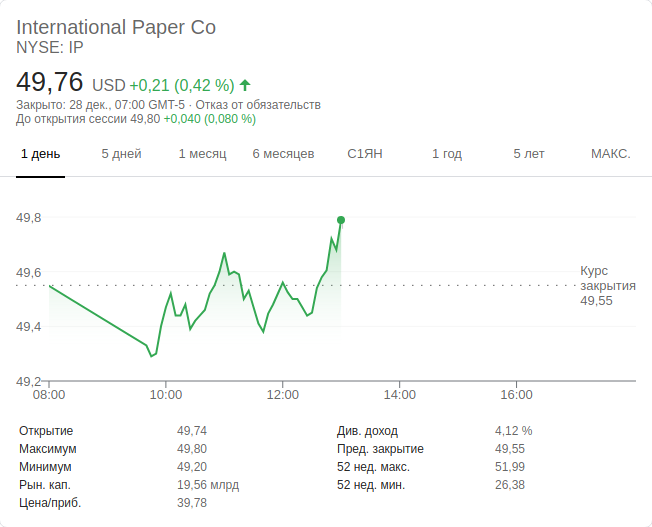 International Paper Co
NYSE: IP
49,76 USD +0,21 (0,42 %)
Закрыто: 28 дек., 07:00 GMT-5 · Отказ от обязательств
До открытия сессии 49,80 +0,040 (0,080 %)
1 день 5 дней 1 месяц 6 месяцев С1ЯН 1 год 5 лет МАКС.
49,8
49,6
Курс
закрытия
49,55
49,4
49,2
08:00 10:00 12:00 14:00 16:00
Открытие 49,74 Див. доход 4,12 %
Максимум 49,80 Пред. закрытие 49,55
Минимум 49,20 52 нед. макс. 51,99
Рын. кап. 19,56 млрд 52 нед. мин. 26,38
Цена/приб. 39,78